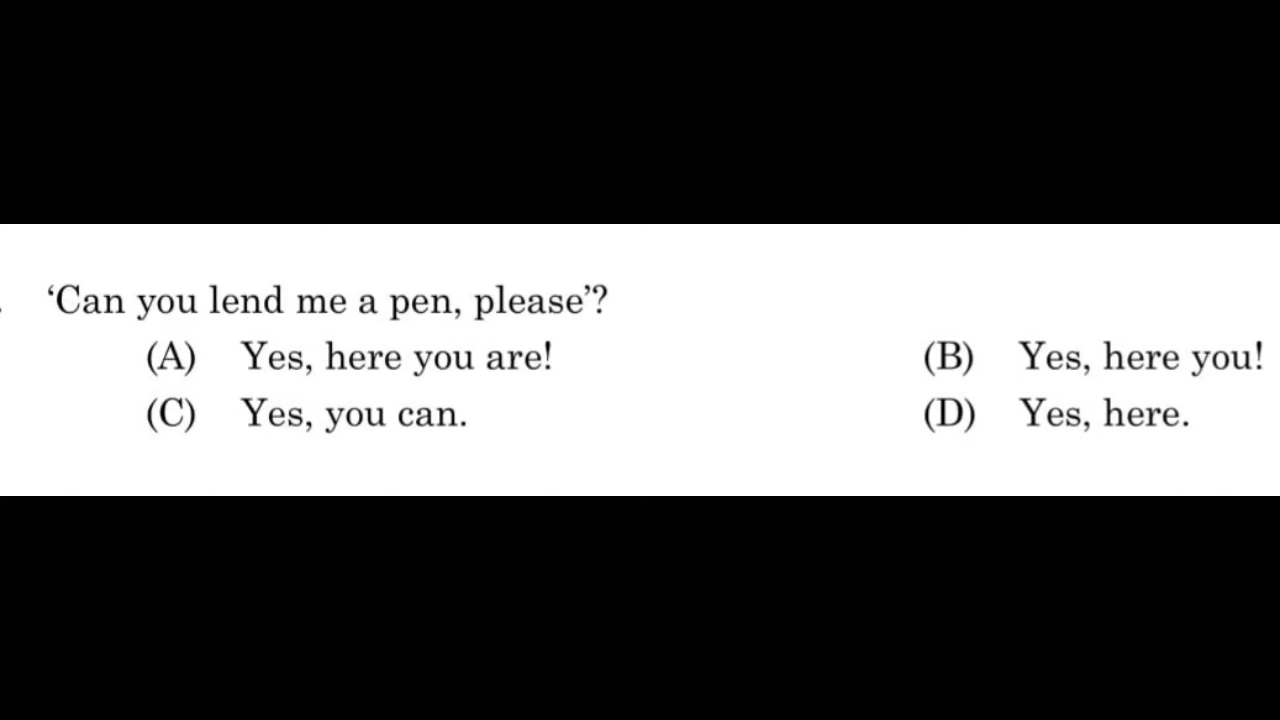 ‘Can you lend me a pen, please’?
(A) Yes, here you are! (B) Yes, here you!
(C) Yes, you can. (D) Yes, here.